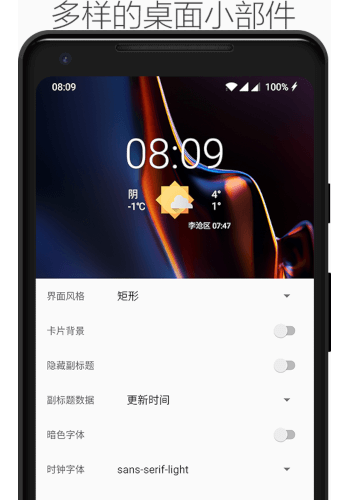 多样的桌面小部件
08:09 100%
08:09
阴 4°
-1℃ 1°
李沧区 07:47
界面风格 矩形
卡片背景
隐藏副标题
副标题数据 更新时间
暗色字体
时钟字体 sans-serif-light